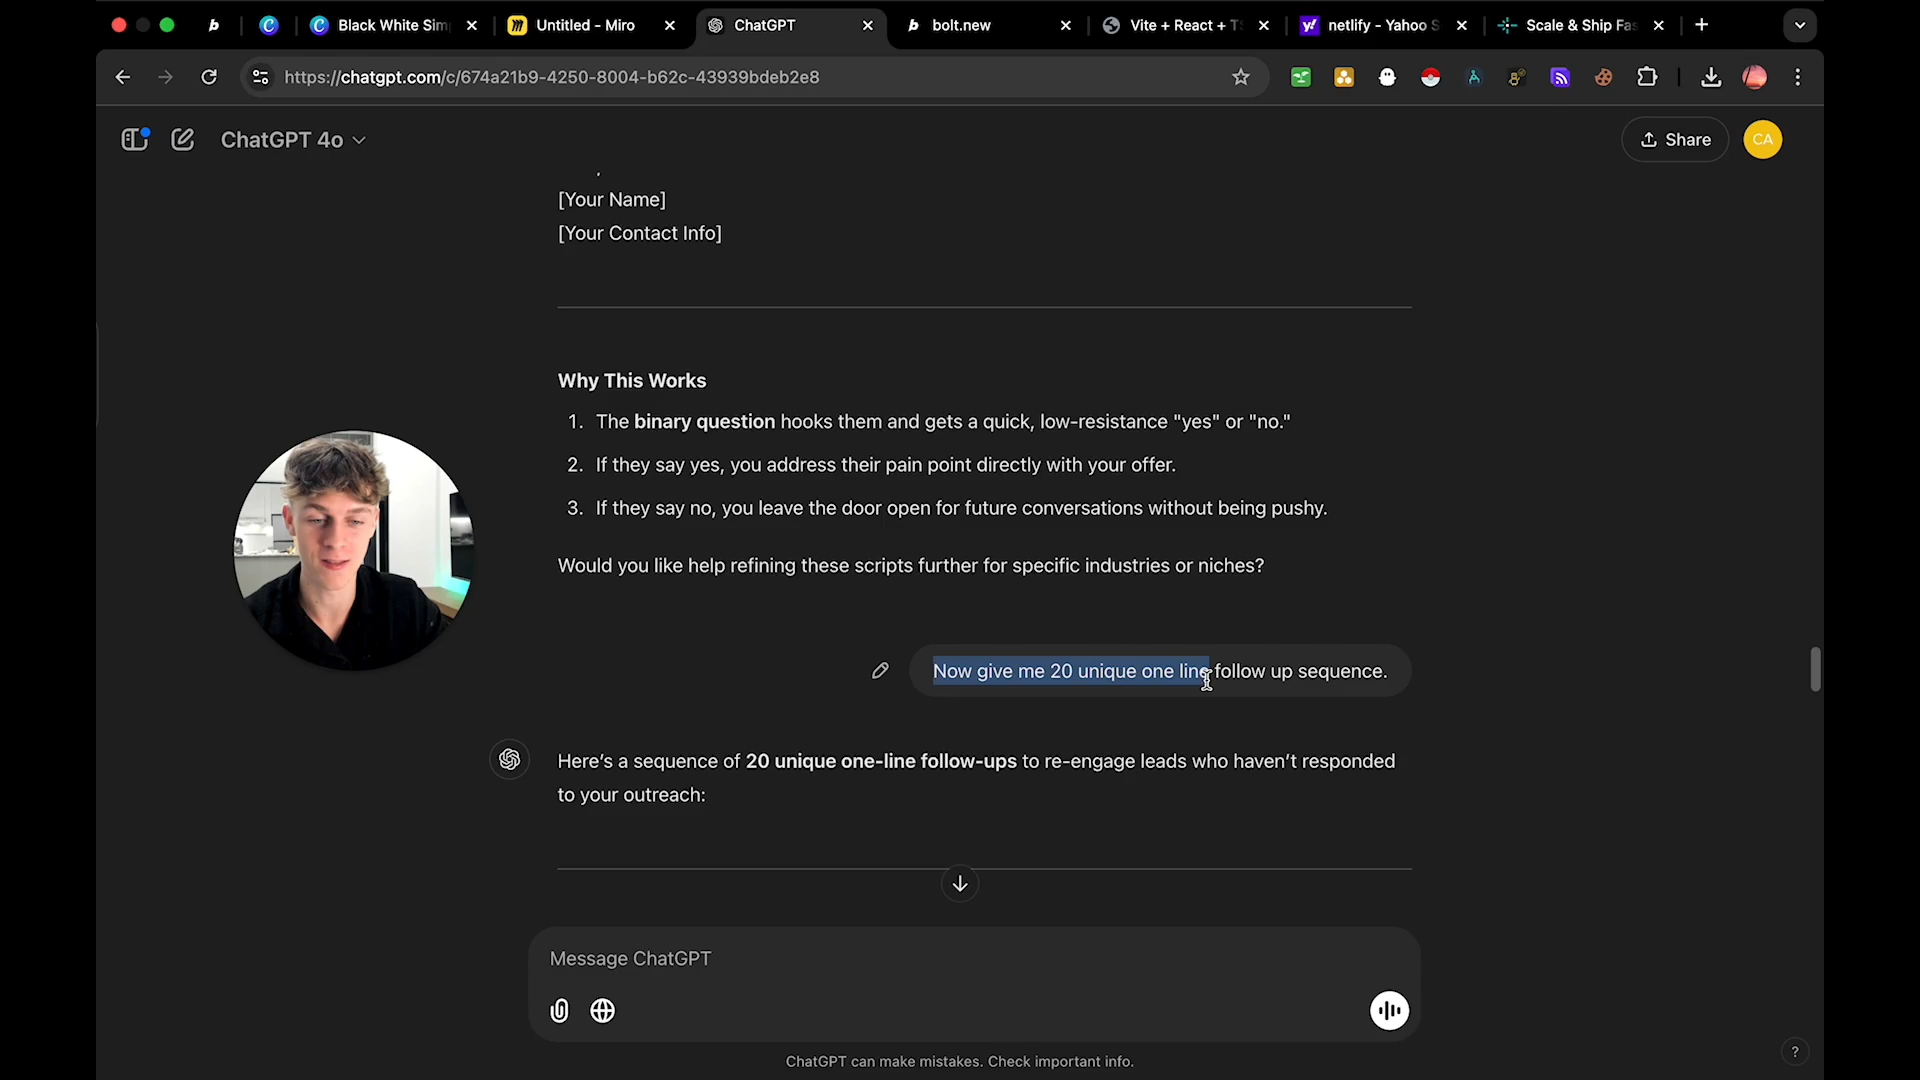 Black White Sim
Untitled - Miro
ChatGPT
bolt.new
Vite + React + T
netlify - Yahoo S
Scale & Ship Fas
https://chatgpt.com/c/674a21b9-4250-8004-b62c-43939bdeb2e8
ChatGPT 4o
Share
CA
[Your Name]
[Your Contact Info]
Why This Works
1. The binary question hooks them and gets a quick, low-resistance "yes" or "no."
2. If they say yes, you address their pain point directly with your offer.
3. If they say no, you leave the door open for future conversations without being pushy.
Would you like help refining these scripts further for specific industries or niches?
Now give me 20 unique one line follow up sequence.
Here's a sequence of 20 unique one-line follow-ups to re-engage leads who haven't responded
to your outreach:
Message ChatGPT
ChatGPT can make mistakes. Check important info.
?